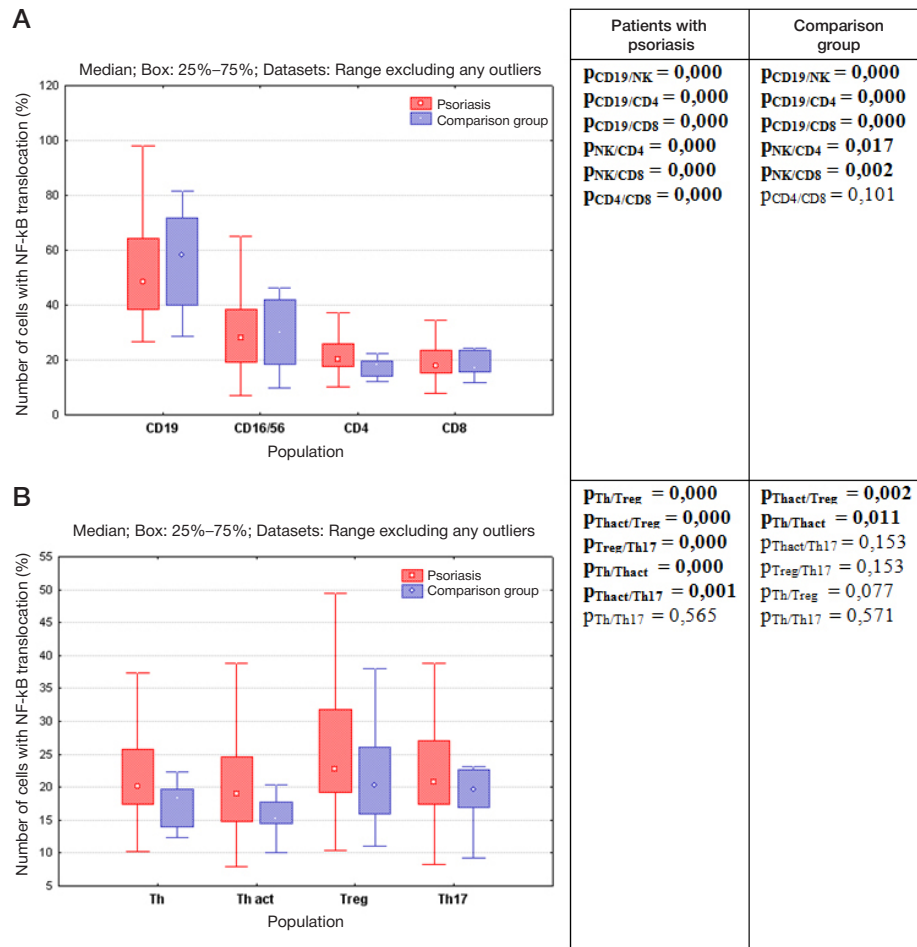 A
Median; Box: 25%–75%; Datasets: Range excluding any outliers
Number of cells with NF-kB translocation (%)
120
100
80
60
40
20
0
Psoriasis
Comparison group
CD19 CD16/56 CD4 CD8
Population
Patients with psoriasis
Comparison group
pCD19/NK = 0,000
pCD19/CD4 = 0,000
pCD19/CD8 = 0,000
pNK/CD4 = 0,000
pNK/CD8 = 0,000
pCD4/CD8 = 0,000
pCD19/NK = 0,000
pCD19/CD4 = 0,000
pCD19/CD8 = 0,000
pNK/CD4 = 0,017
pNK/CD8 = 0,002
pCD4/CD8 = 0,101
B
Median; Box: 25%–75%; Datasets: Range excluding any outliers
Number of cells with NF-kB translocation (%)
55
50
45
40
35
30
25
20
15
10
5
Psoriasis
Comparison group
Th Th act Treg Th17
Population
pTh/Treg = 0,000
pThact/Treg = 0,000
pTreg/Th17 = 0,000
pTh/Thact = 0,000
pThact/Th17 = 0,001
pTh/Th17 = 0,565
pThact/Treg = 0,002
pTh/Thact = 0,011
pThact/Th17 = 0,153
pTreg/Th17 = 0,153
pTh/Treg = 0,077
pTh/Th17 = 0,571